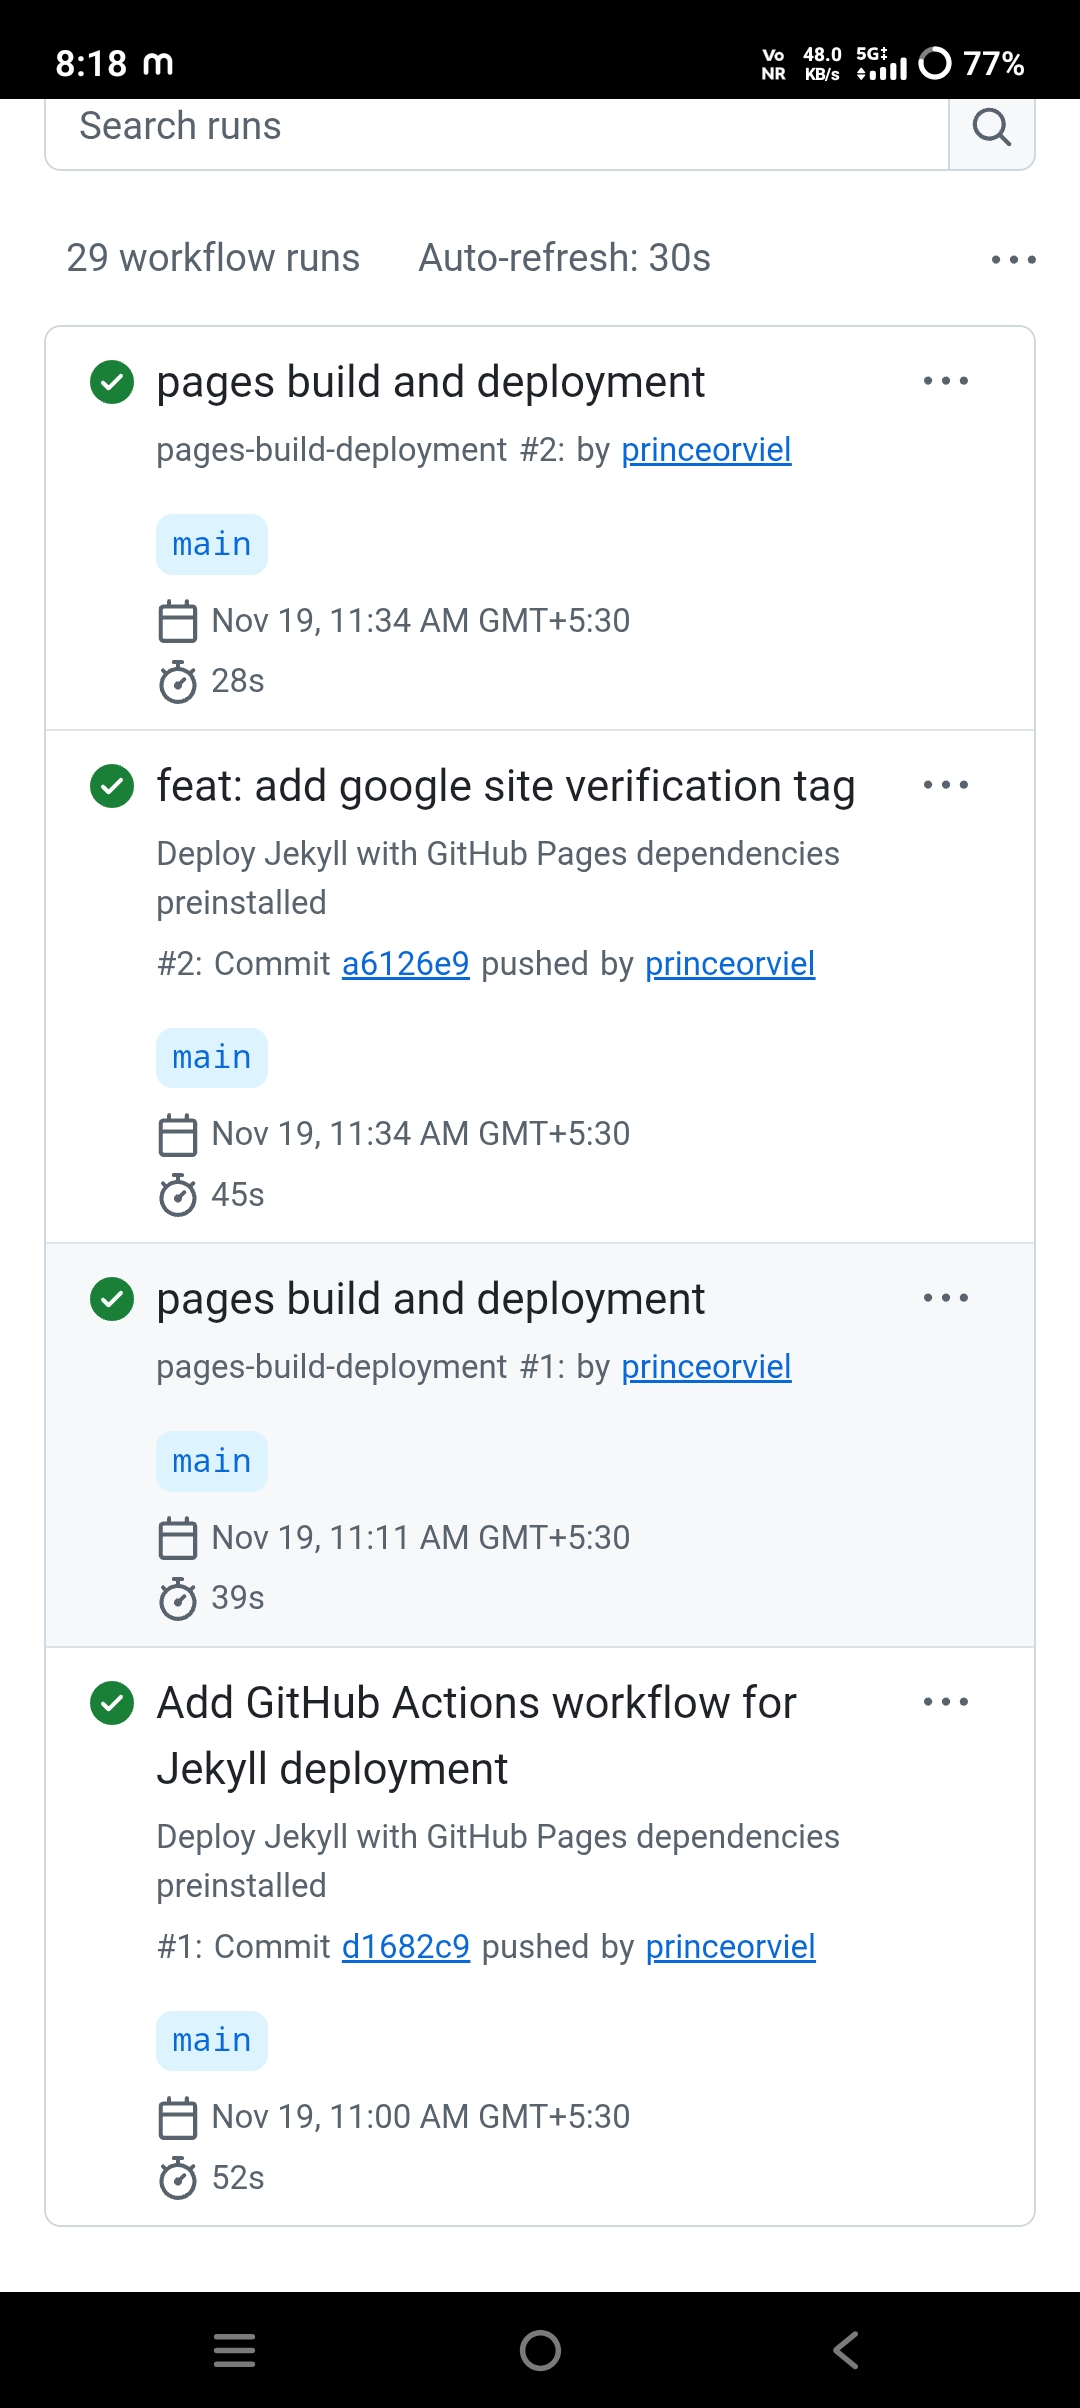 8:18 m Vo NR 48.0 KB/s 5G 77%
Search runs
29 workflow runs Auto-refresh: 30s
pages build and deployment
pages-build-deployment #2: by princeorviel
main
Nov 19, 11:34 AM GMT+5:30
28s
feat: add google site verification tag
Deploy Jekyll with GitHub Pages dependencies
preinstalled
#2: Commit a6126e9 pushed by princeorviel
main
Nov 19, 11:34 AM GMT+5:30
45s
pages build and deployment
pages-build-deployment #1: by princeorviel
main
Nov 19, 11:11 AM GMT+5:30
39s
Add GitHub Actions workflow for
Jekyll deployment
Deploy Jekyll with GitHub Pages dependencies
preinstalled
#1: Commit d1682c9 pushed by princeorviel
main
Nov 19, 11:00 AM GMT+5:30
52s